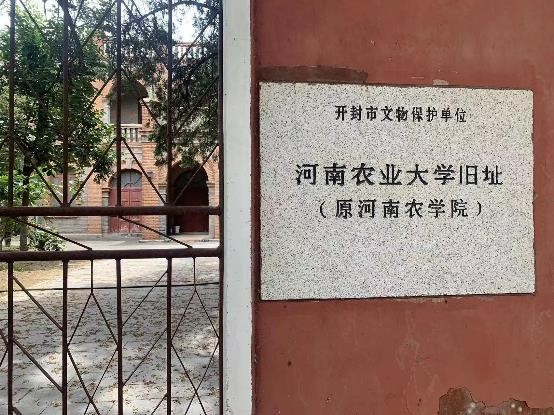 开封市文物保护单位
河南农业大学旧址
（原河南农学院）